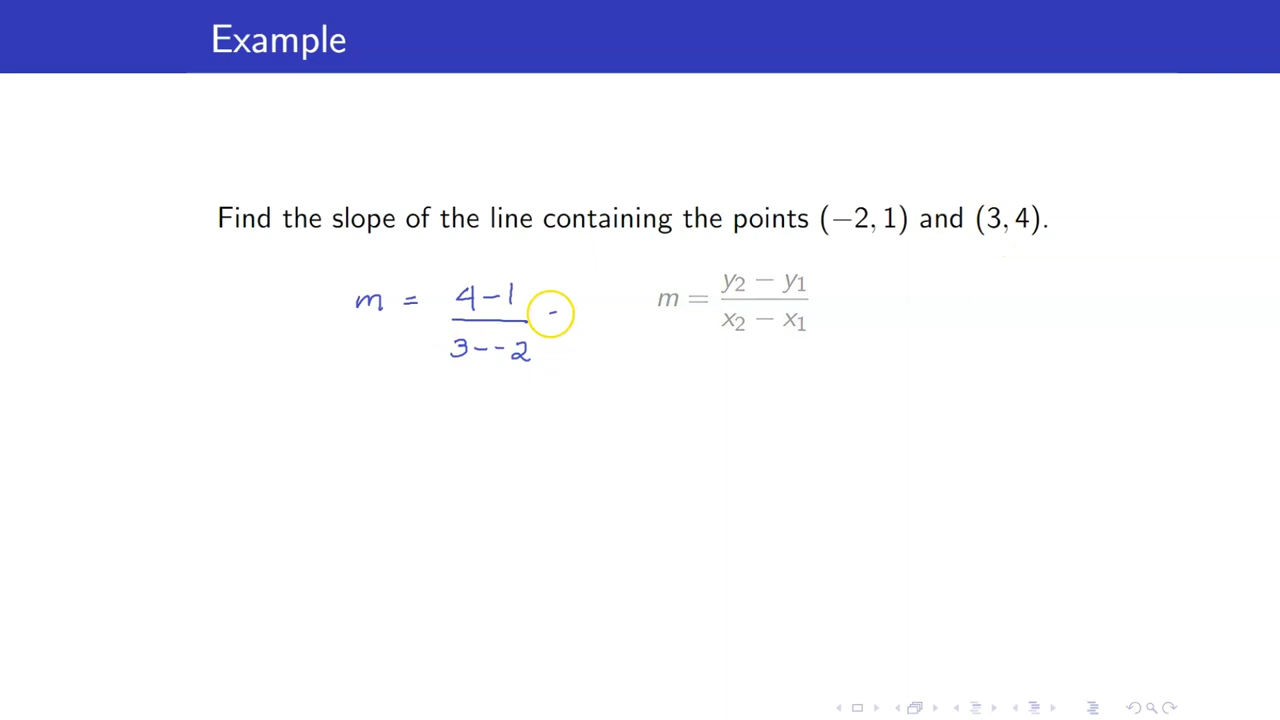 Example
Find the slope of the line containing the points (−2, 1) and (3, 4).
m = 4 − 1 / 3 − -2 -
m = y₂ − y₁ / x₂ − x₁